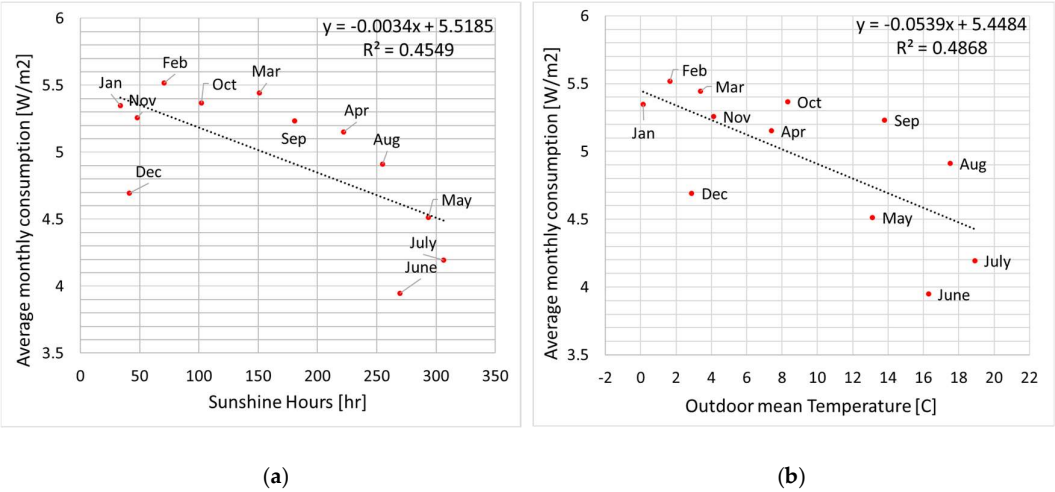 y = -0.0034x + 5.5185
R² = 0.4549
Average monthly consumption [W/m2]
6
5.5
5
4.5
4
3.5
Jan
Feb
Nov
Oct
Mar
Sep
Apr
Aug
Dec
May
July
June
0 50 100 150 200 250 300 350
Sunshine Hours [hr]
(a)
y = -0.0539x + 5.4484
R² = 0.4868
Average monthly consumption [W/m2]
6
5.5
5
4.5
4
3.5
Feb
Mar
Jan
Nov
Oct
Apr
Sep
Aug
Dec
May
July
June
-2 0 2 4 6 8 10 12 14 16 18 20 22
Outdoor mean Temperature [C]
(b)